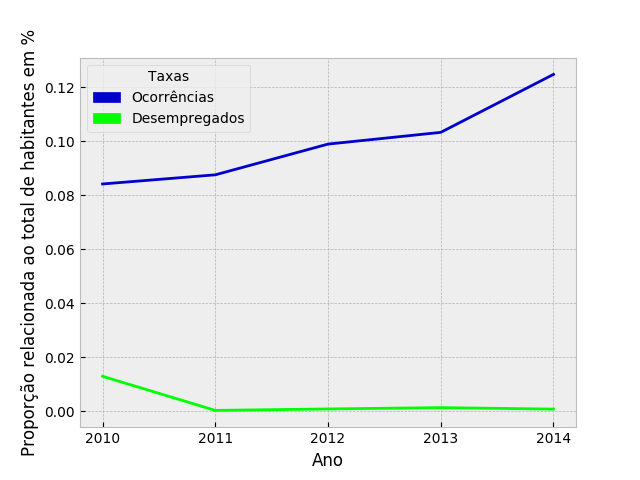 Proporção relacionada ao total de habitantes em %
0.12
0.10
0.08
0.06
0.04
0.02
0.00
Taxas
Ocorrências
Desempregados
2010 2011 2012 2013 2014
Ano